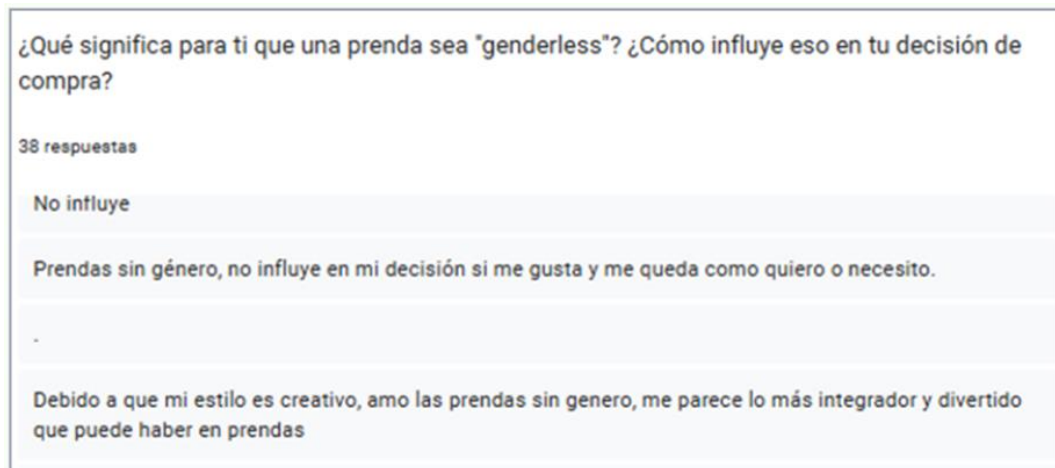 ¿Qué significa para ti que una prenda sea "genderless"? ¿Cómo influye eso en tu decisión de
compra?
38 respuestas
No influye
Prendas sin género, no influye en mi decisión si me gusta y me queda como quiero o necesito.
.
Debido a que mi estilo es creativo, amo las prendas sin genero, me parece lo más integrador y divertido
que puede haber en prendas